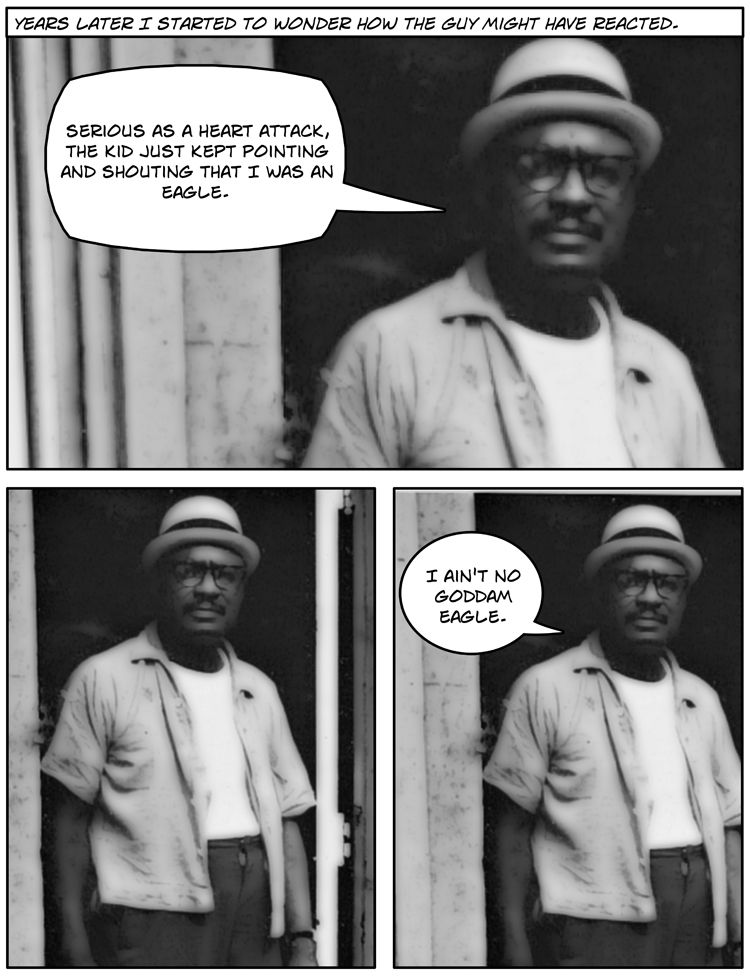 YEARS LATER I STARTED TO WONDER HOW THE GUY MIGHT HAVE REACTED.
SERIOUS AS A HEART ATTACK,
THE KID JUST KEPT POINTING
AND SHOUTING THAT I WAS AN
EAGLE.
I AIN'T NO
GODDAM
EAGLE.